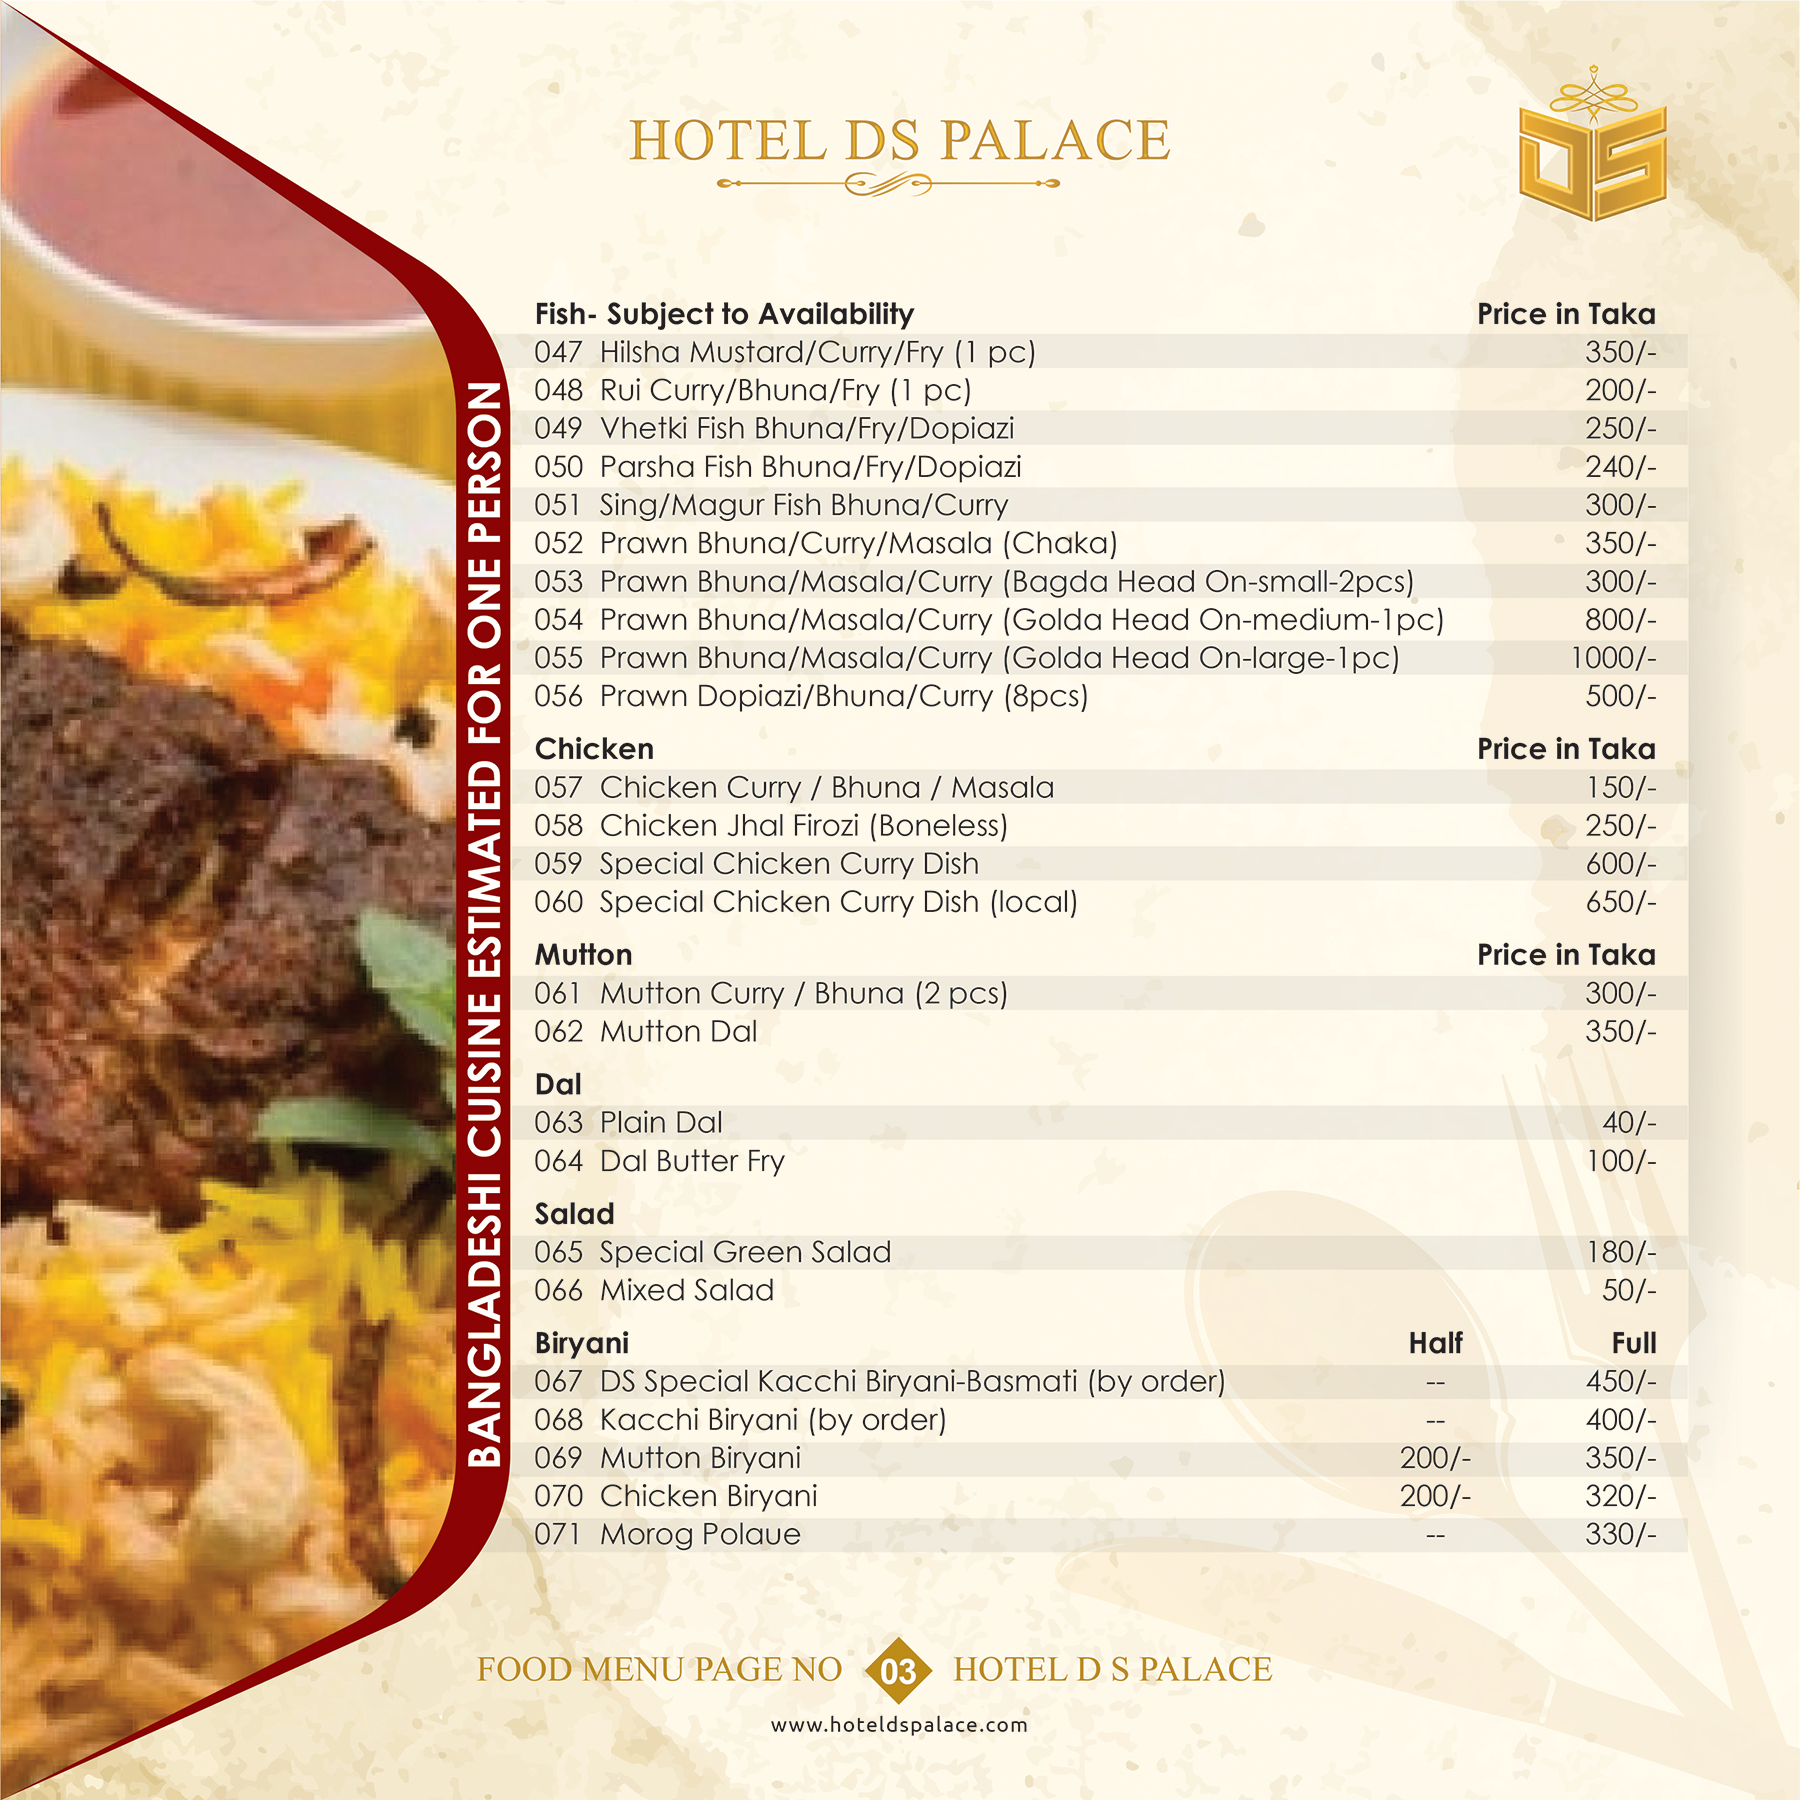 HOTEL DS PALACE
DS
BANGLADESHI CUISINE ESTIMATED FOR ONE PERSON
Fish- Subject to Availability Price in Taka
047 Hilsha Mustard/Curry/Fry (1 pc) 350/-
048 Rui Curry/Bhuna/Fry (1 pc) 200/-
049 Vhetki Fish Bhuna/Fry/Dopiazi 250/-
050 Parsha Fish Bhuna/Fry/Dopiazi 240/-
051 Sing/Magur Fish Bhuna/Curry 300/-
052 Prawn Bhuna/Curry/Masala (Chaka) 350/-
053 Prawn Bhuna/Masala/Curry (Bagda Head On-small-2pcs) 300/-
054 Prawn Bhuna/Masala/Curry (Golda Head On-medium-1pc) 800/-
055 Prawn Bhuna/Masala/Curry (Golda Head On-large-1pc) 1000/-
056 Prawn Dopiazi/Bhuna/Curry (8pcs) 500/-
Chicken Price in Taka
057 Chicken Curry / Bhuna / Masala 150/-
058 Chicken Jhal Firozi (Boneless) 250/-
059 Special Chicken Curry Dish 600/-
060 Special Chicken Curry Dish (local) 650/-
Mutton Price in Taka
061 Mutton Curry / Bhuna (2 pcs) 300/-
062 Mutton Dal 350/-
Dal
063 Plain Dal 40/-
064 Dal Butter Fry 100/-
Salad
065 Special Green Salad 180/-
066 Mixed Salad 50/-
Biryani Half Full
067 DS Special Kacchi Biryani-Basmati (by order) -- 450/-
068 Kacchi Biryani (by order) -- 400/-
069 Mutton Biryani 200/- 350/-
070 Chicken Biryani 200/- 320/-
071 Morog Polaue -- 330/-
FOOD MENU PAGE NO 03 HOTEL D S PALACE
www.hoteldspalace.com